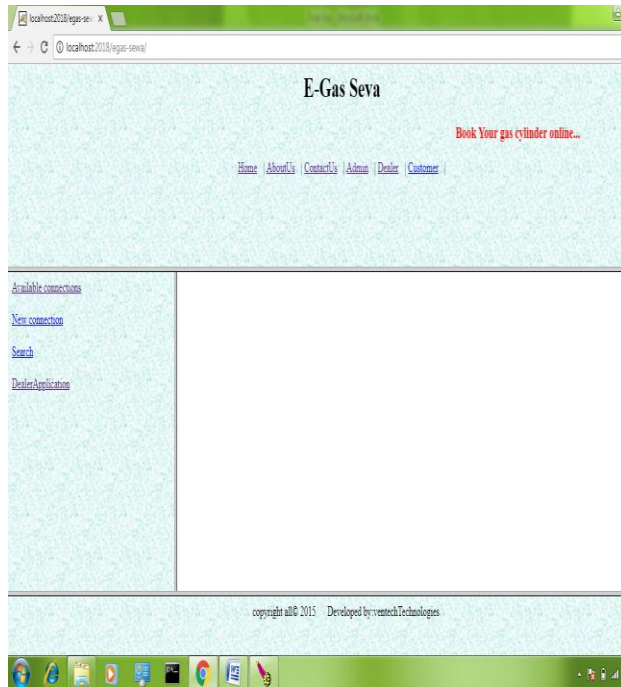 localhost:2018/egas-sew
localhost:2018/egas-sewa/
E-Gas Seva
Book Your gas cylinder online...
Home | AboutUs | ContactUs | Admin | Dealer | Customer |
Available connections
New connection
Search
DealerApplication
copyright all© 2015 Developed by:ventechTechnologies